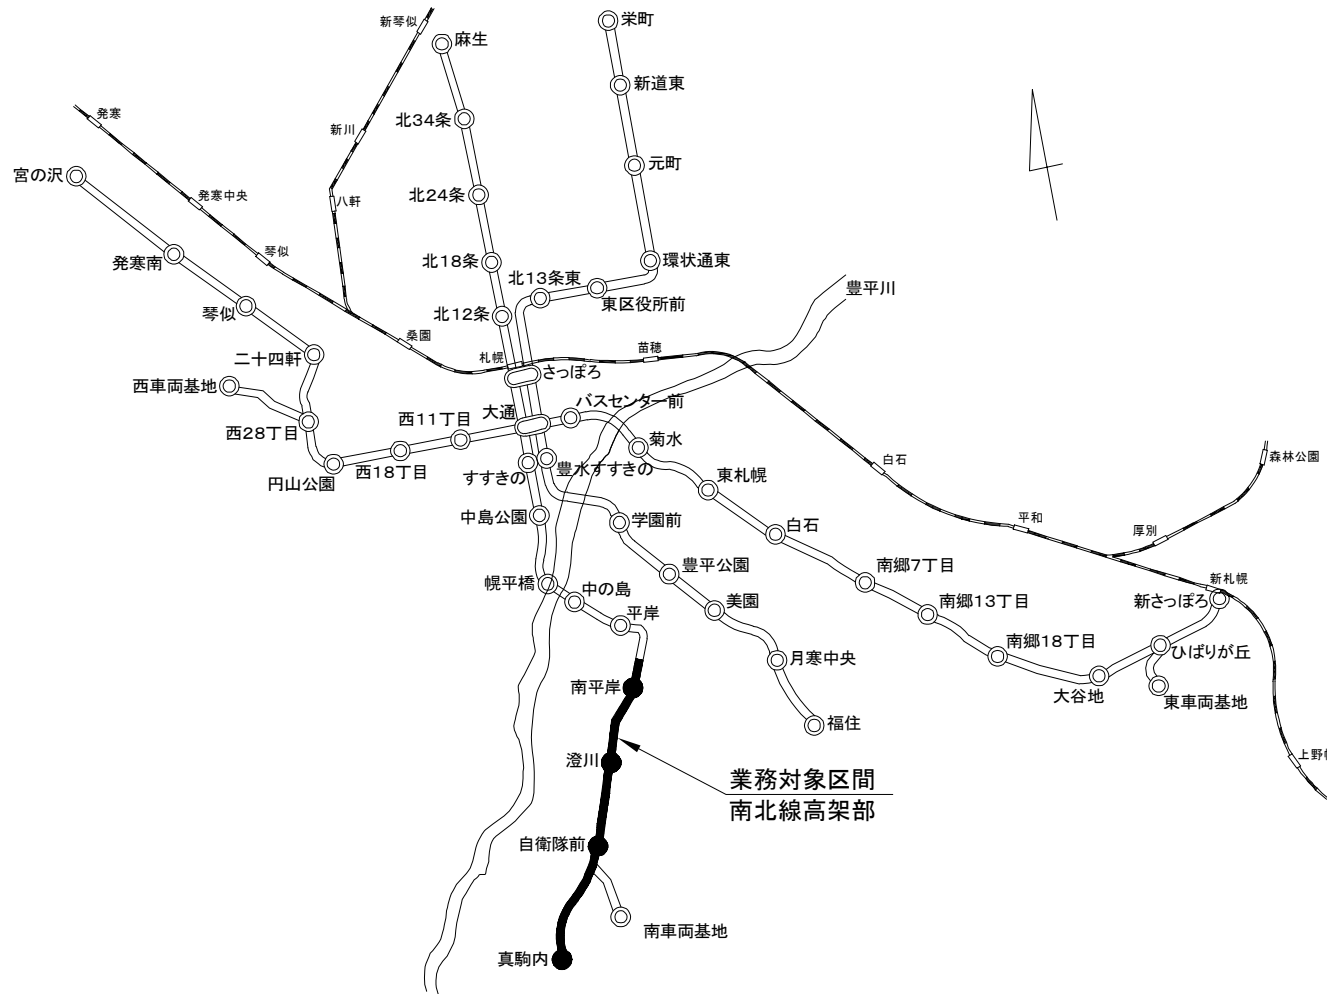 栄町
新琴似
麻生
新道東
発寒
北34条
新川
元町
宮の沢
発寒中央
八軒
北24条
琴似
発寒南
北18条
環状通東
北13条東
豊平川
東区役所前
琴似
北12条
桑園
苗穂
二十四軒
札幌
さっぽろ
西車両基地
バスセンター前
大通
西11丁目
西28丁目
菊水
森林公園
白石
円山公園
西18丁目
すすきの
豊水すすきの
東札幌
中島公園
学園前
平和
白石
厚別
豊平公園
南郷7丁目
新札幌
幌平橋
中の島
美園
南郷13丁目
新さっぽろ
平岸
南郷18丁目
ひばりが丘
月寒中央
南平岸
大谷地
東車両基地
福住
澄川
上野幌
業務対象区間
南北線高架部
自衛隊前
南車両基地
真駒内